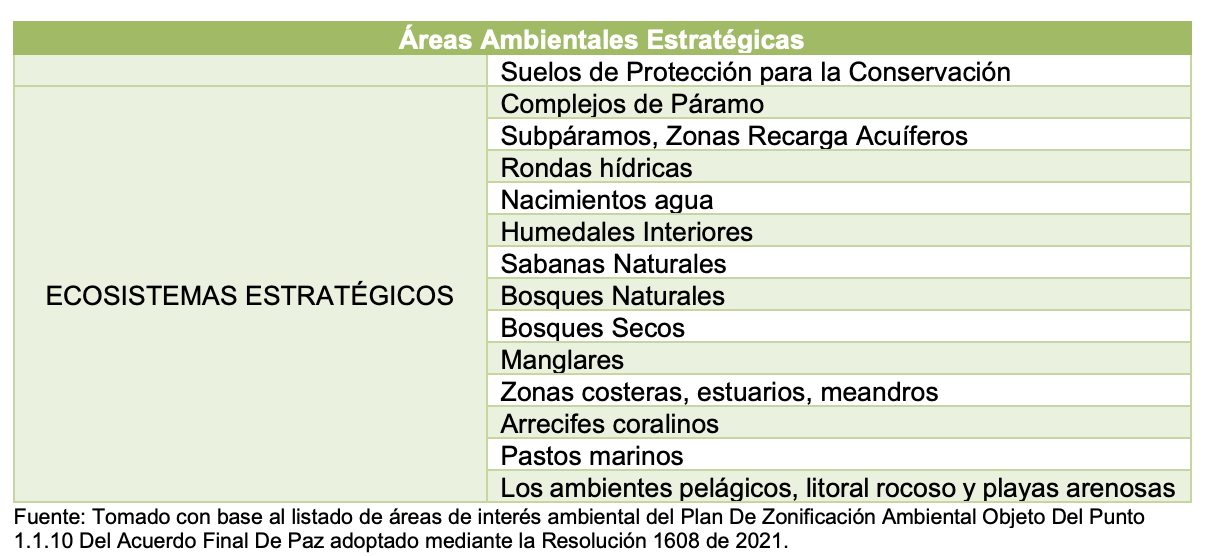 Áreas Ambientales Estratégicas
Suelos de Protección para la Conservación
ECOSISTEMAS ESTRATÉGICOS
Complejos de Páramo
Subpáramos, Zonas Recarga Acuíferos
Rondas hídricas
Nacimientos agua
Humedales Interiores
Sabanas Naturales
Bosques Naturales
Bosques Secos
Manglares
Zonas costeras, estuarios, meandros
Arrecifes coralinos
Pastos marinos
Los ambientes pelágicos, litoral rocoso y playas arenosas
Fuente: Tomado con base al listado de áreas de interés ambiental del Plan De Zonificación Ambiental Objeto Del Punto
1.1.10 Del Acuerdo Final De Paz adoptado mediante la Resolución 1608 de 2021.